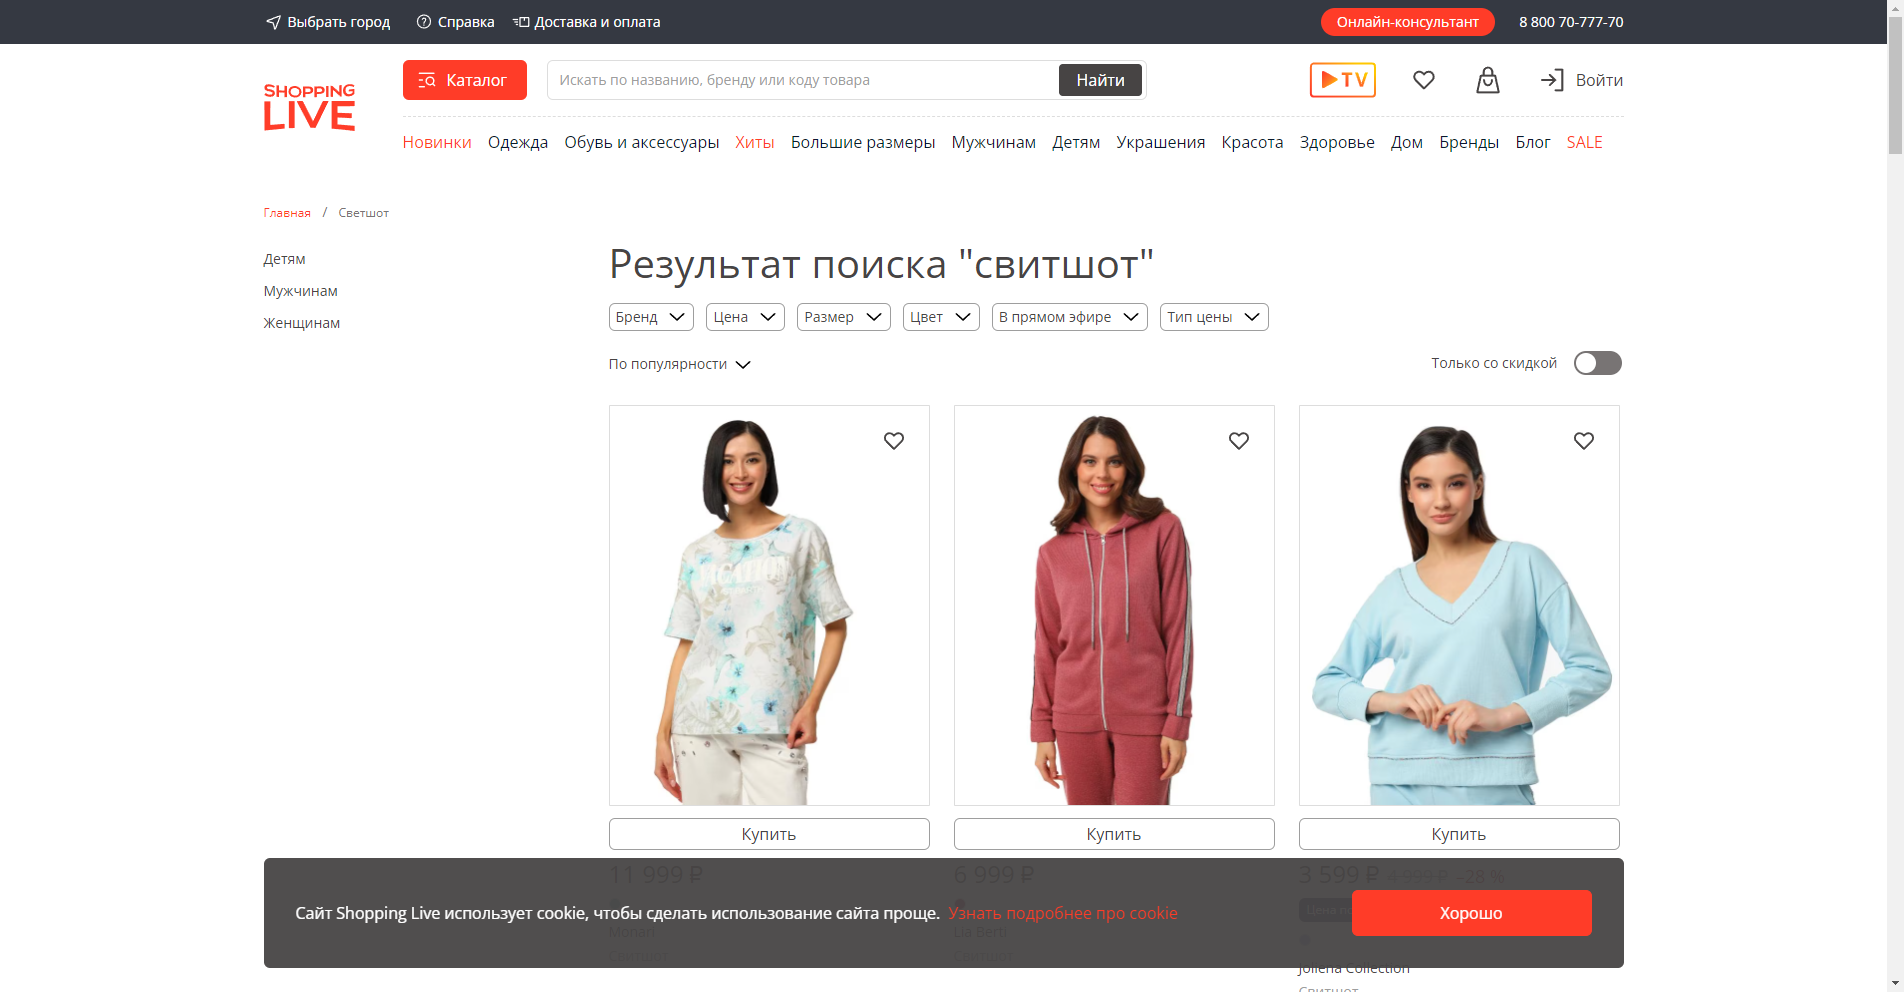 Выбрать город Справка Доставка и оплата Онлайн-консультант 8 800 70-777-70
SHOPPING
LIVE
Каталог Искать по названию, бренду или коду товара Найти TV Войти
Новинки Одежда Обувь и аксессуары Хиты Большие размеры Мужчинам Детям Украшения Красота Здоровье Дом Бренды Блог SALE
Главная / Светшот
Детям
Мужчинам
Женщинам
Результат поиска "свитшот"
Бренд Цена Размер Цвет В прямом эфире Тип цены
По популярности Только со скидкой
VACATION
Купить Купить Купить
11 999 ₽ 6 999 ₽ 3 599 ₽ 4 999 ₽ –28 %
Сайт Shopping Live использует cookie, чтобы сделать использование сайта проще. Узнать подробнее про cookie Хорошо
Monari Lia Berti
Свитшот Свитшот
Jollena Collection
Свитшот